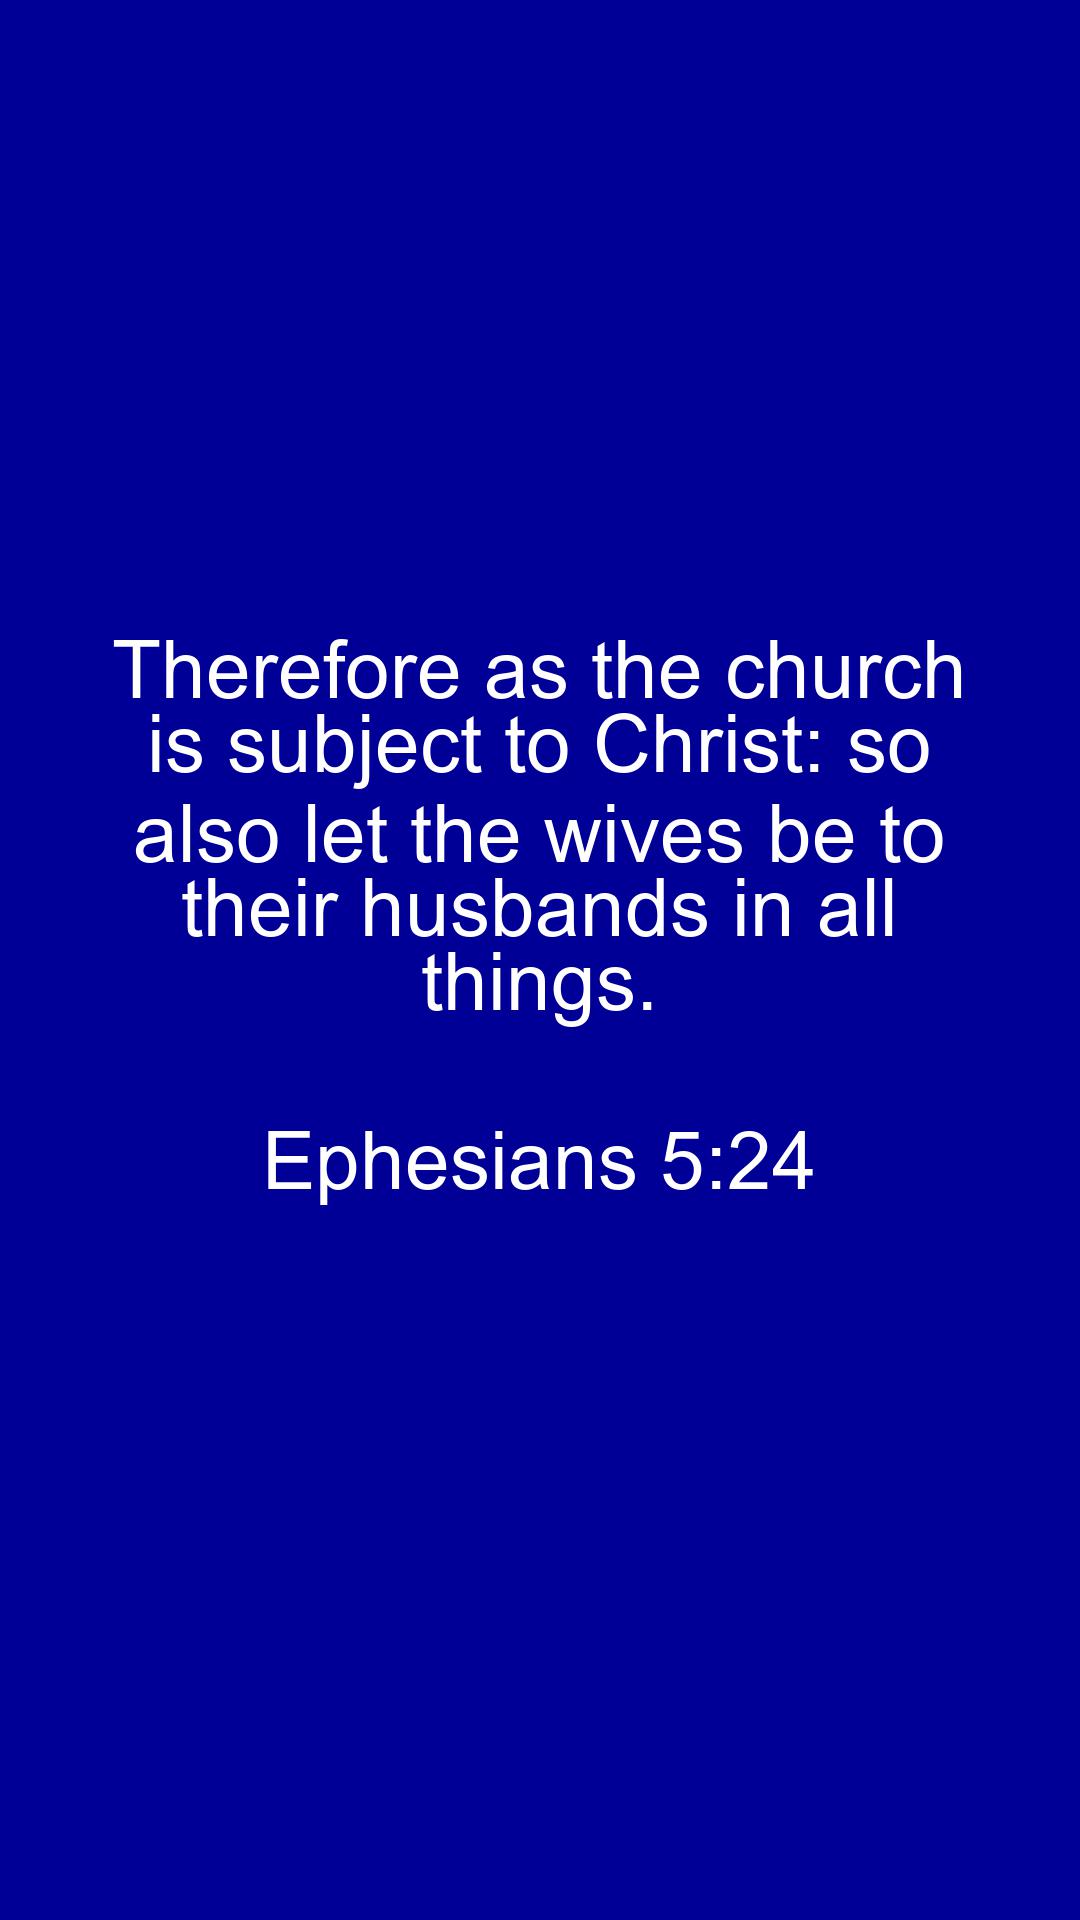 Therefore as the church
is subject to Christ: so
also let the wives be to
their husbands in all
things.
Ephesians 5:24